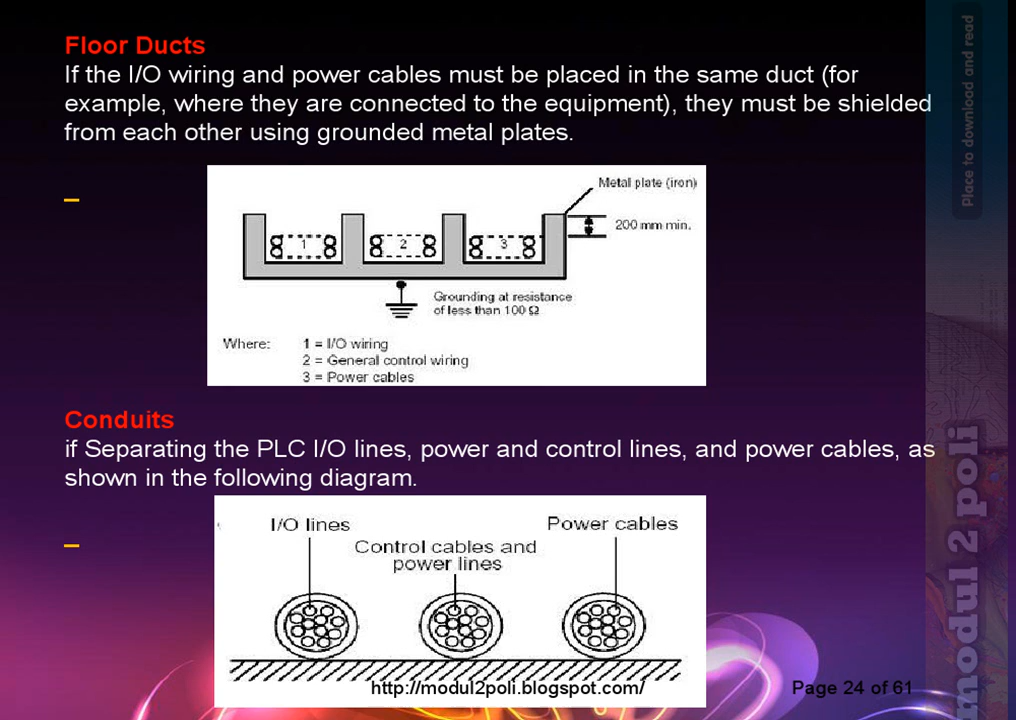 Floor Ducts
If the I/O wiring and power cables must be placed in the same duct (for
example, where they are connected to the equipment), they must be shielded
from each other using grounded metal plates.
Metal plate (iron)
200 mm min.
1 2 3
Grounding at resistance
of less than 100 Ω
Where: 1 = I/O wiring
2 = General control wiring
3 = Power cables
Conduits
if Separating the PLC I/O lines, power and control lines, and power cables, as
shown in the following diagram.
I/O lines Power cables
Control cables and
power lines
http://modul2poli.blogspot.com/
Page 24 of 61
Place to download and read
modul 2 poli